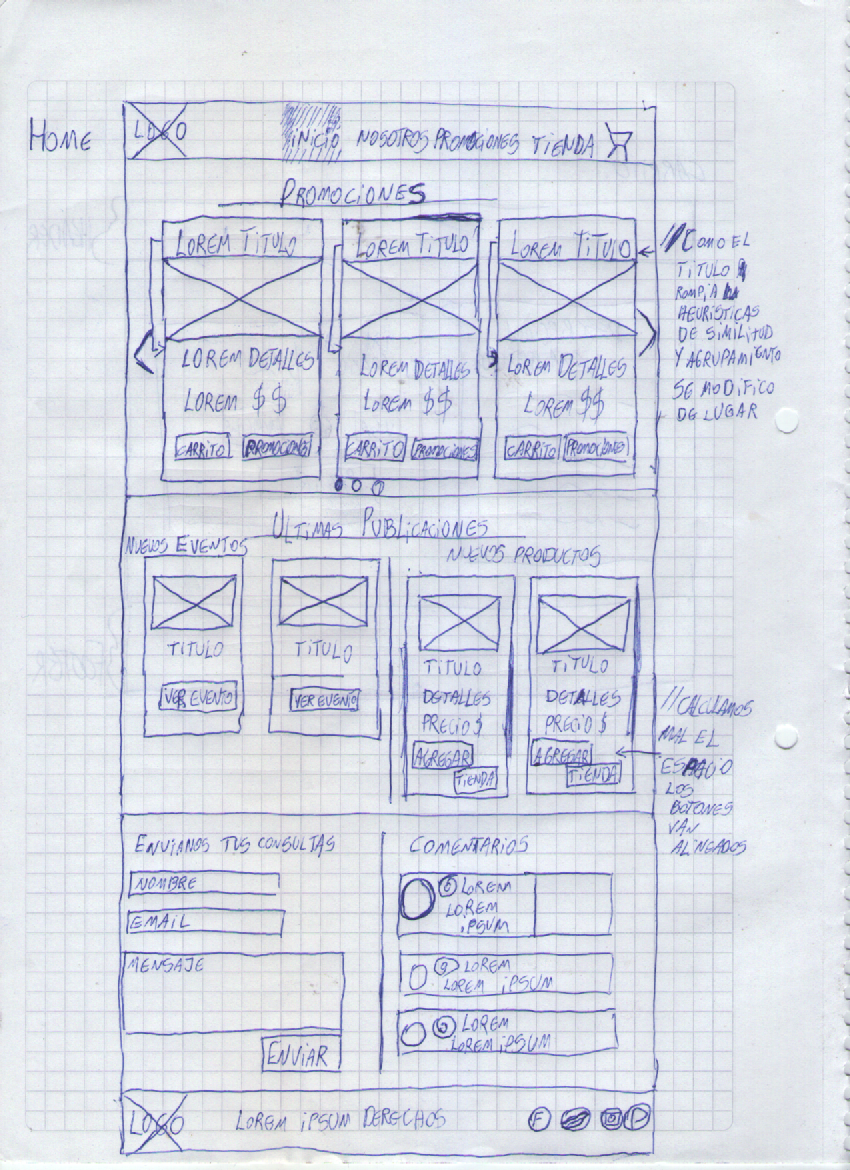 HOME
LOGO
INICIO NOSOTROS PROMOCIONES TIENDA
PROMOCIONES
LOREM TITULO LOREM TITULO LOREM TITULO
LOREM DETALLES LOREM DETALLES LOREM DETALLES
LOREM $$ LOREM $$ LOREM $$
CARRITO PROMOCIONES CARRITO PROMOCIONES CARRITO PROMOCIONES
// COMO EL
TITULO
ROMPIA
HEURISTICAS
DE SIMILITUD
Y AGRUPAMIENTO
SE MODIFICO
DE LUGAR
ULTIMAS PUBLICACIONES
NUEVOS EVENTOS
TITULO TITULO
VER EVENTO VER EVENTO
NUEVOS PRODUCTOS
TITULO TITULO
DETALLES DETALLES
PRECIO $ PRECIO $
AGREGAR AGREGAR
TIENDA TIENDA
// CALCULAMOS
MAL EL
ESPACIO
LOS
BOTONES
VAN
ALINEADOS
ENVIANOS TUS CONSULTAS
NOMBRE
EMAIL
MENSAJE
ENVIAR
COMENTARIOS
LOREM
LOREM
IPSUM
LOREM
LOREM IPSUM
LOREM
LOREM IPSUM
LOGO
LOREM IPSUM DERECHOS
F
P